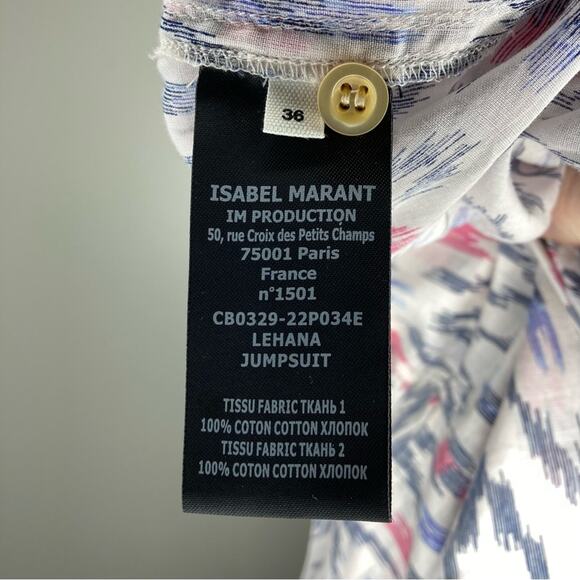 36
ISABEL MARANT
IM PRODUCTION
50, rue Croix des Petits Champs
75001 Paris
France
n°1501
CB0329-22P034E
LEHANA
JUMPSUIT
TISSU FABRIC ТКАНЬ 1
100% COTON COTTON ХЛОПОК
TISSU FABRIC ТКАНЬ 2
100% COTON COTTON ХЛОПОК